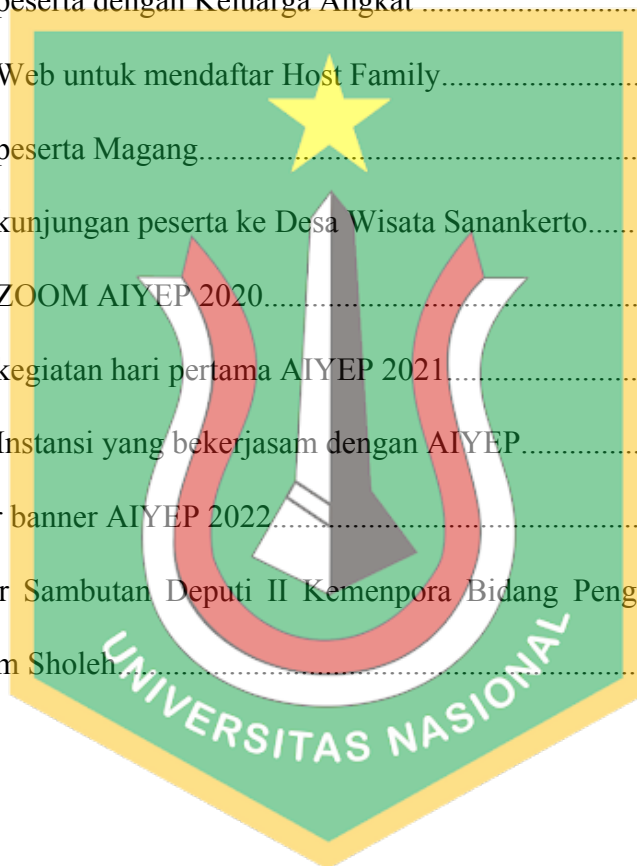 peserta dengan Keluarga Angkat...............................
Web untuk mendaftar Host Family..........................
peserta Magang..............................................................
kunjungan peserta ke Desa Wisata Sanankerto......
ZOOM AIYEP 2020.....................................................
kegiatan hari pertama AIYEP 2021.........................
Instansi yang bekerjasam dengan AIYEP...............
r banner AIYEP 2022...................................................
r Sambutan Deputi II Kemenpora Bidang Peng
m Sholeh.........................................................................
UNIVERSITAS NASIONAL